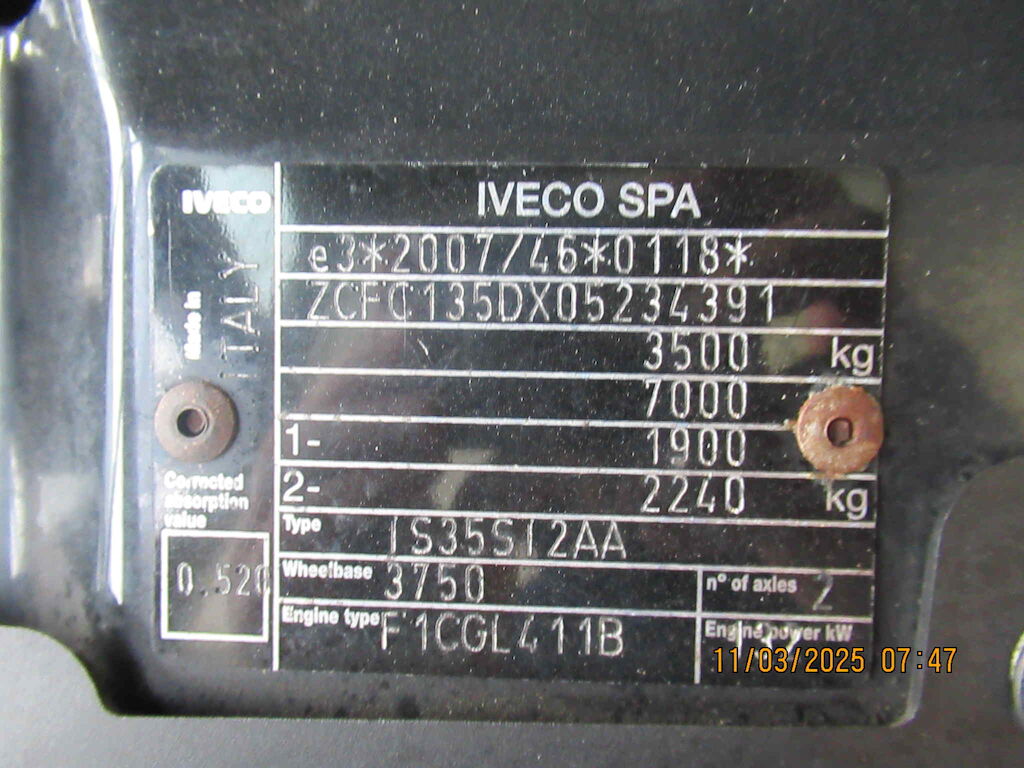 IVECO
IVECO SPA
Made in
ITALY
e3*2007/46*0118*
ZCFC135DX05234391
3500 kg
7000
1- 1900
2- 2240 kg
Corrected
absorption
value
0.520
Type IS35SI2AA
Wheelbase 3750
n° of axles 2
Engine type F1CGL411B
Engine power kW
11/03/2025 07:47